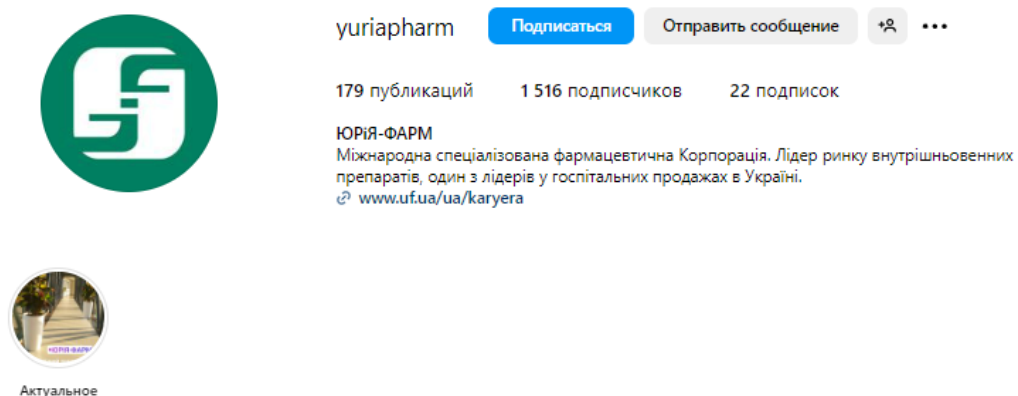 yuriapharm Подписаться Отправить сообщение
179 публикаций 1 516 подписчиков 22 подписок
ЮРіЯ-ФАРМ
Міжнародна спеціалізована фармацевтична Корпорація. Лідер ринку внутрішньовенних
препаратів, один з лідерів у госпітальних продажах в Україні.
www.uf.ua/ua/karyera
ЮРІЯ-ФАРМ
Актуальное